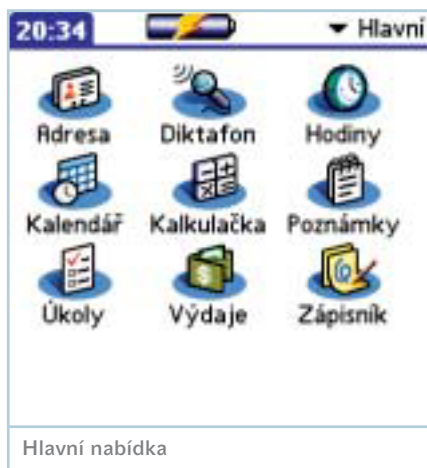 20:34 Hlavní
Adresa Diktafon Hodiny
Kalendář Kalkulačka Poznámky
Úkoly Výdaje Zápisník
Hlavní nabídka